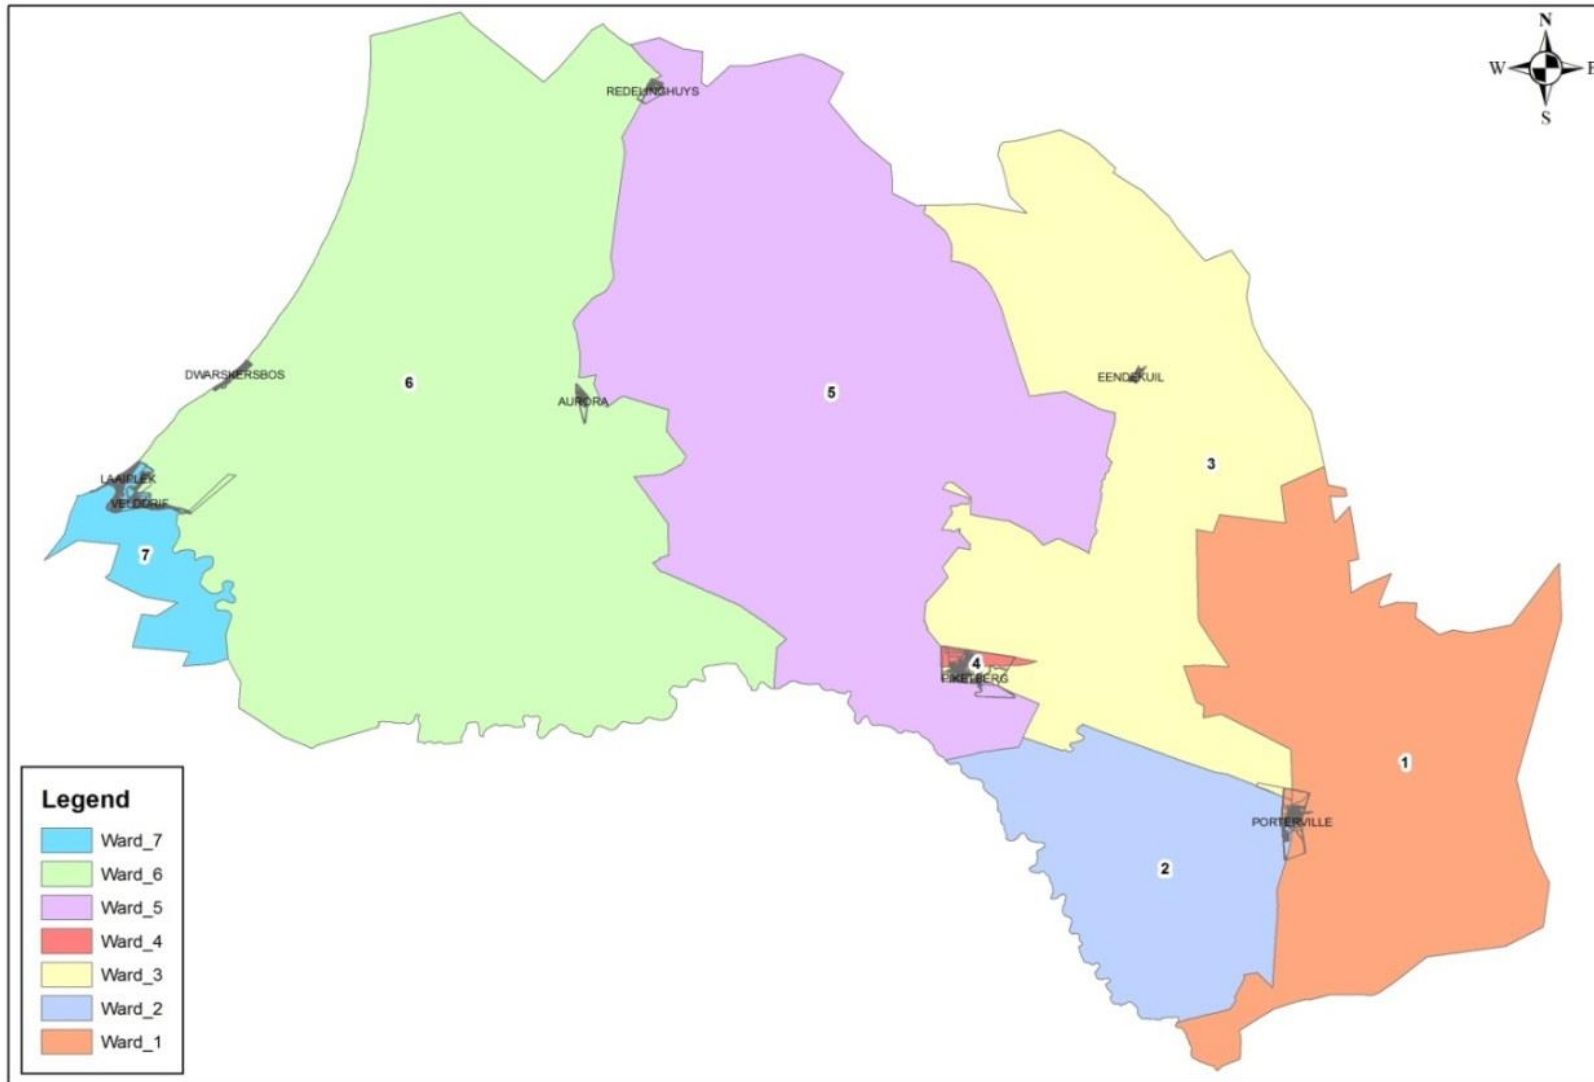 N
W E
S
REDELINGHUYS
DWARSKERSBOS
6
AURORA
5
EENDEKUIL
3
LAAIPLEK
VELDDRIF
7
4
PIKETBERG
1
PORTERVILLE
2
Legend
Ward_7
Ward_6
Ward_5
Ward_4
Ward_3
Ward_2
Ward_1